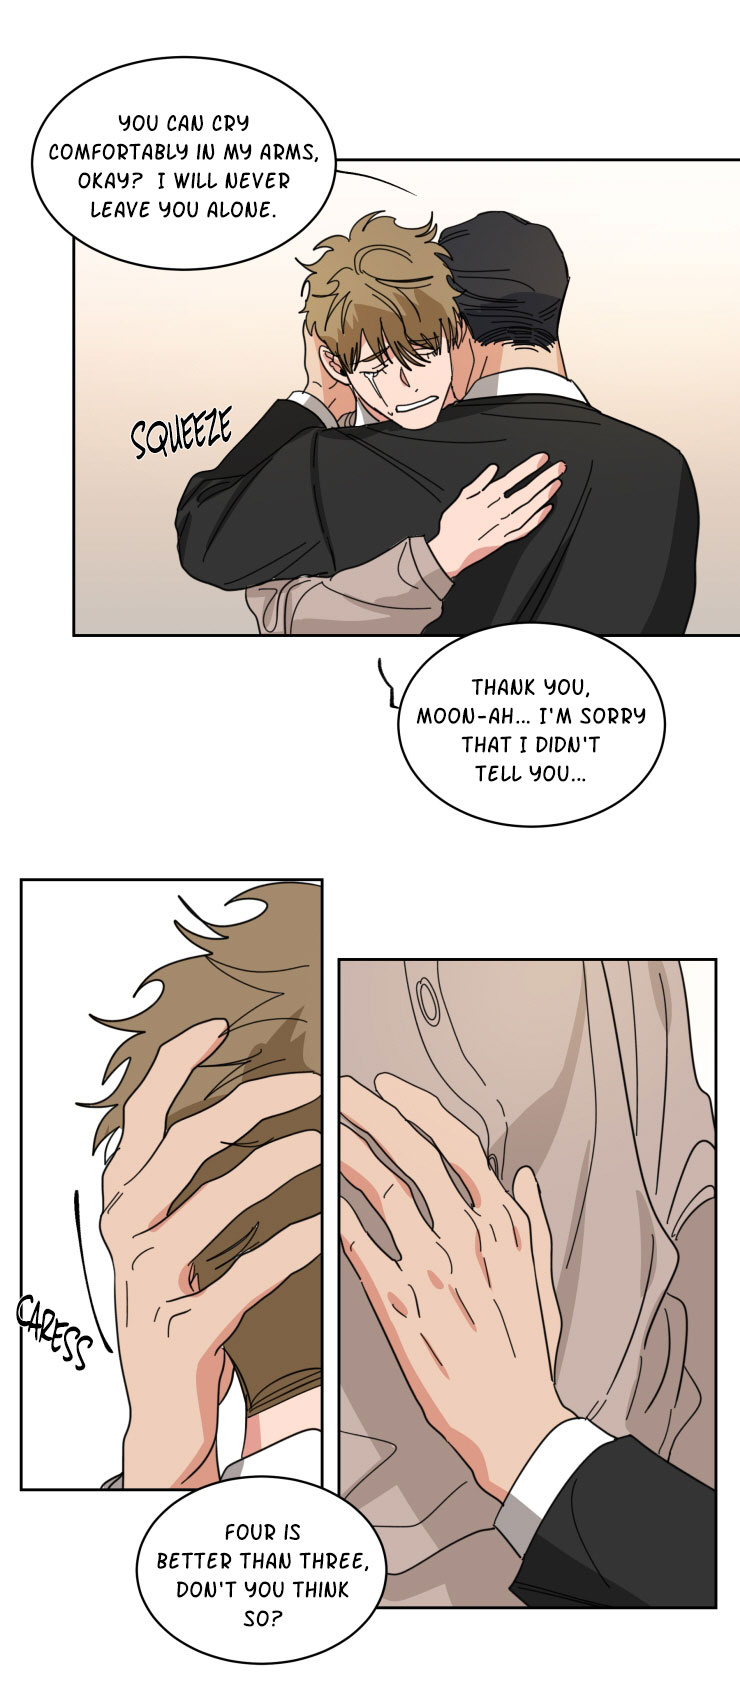 YOU CAN CRY
COMFORTABLY IN MY ARMS,
OKAY? I WILL NEVER
LEAVE YOU ALONE.
SQUEEZE
THANK YOU,
MOON-AH... I'M SORRY
THAT I DIDN'T
TELL YOU...
CARESS
FOUR IS
BETTER THAN THREE,
DON'T YOU THINK
SO?